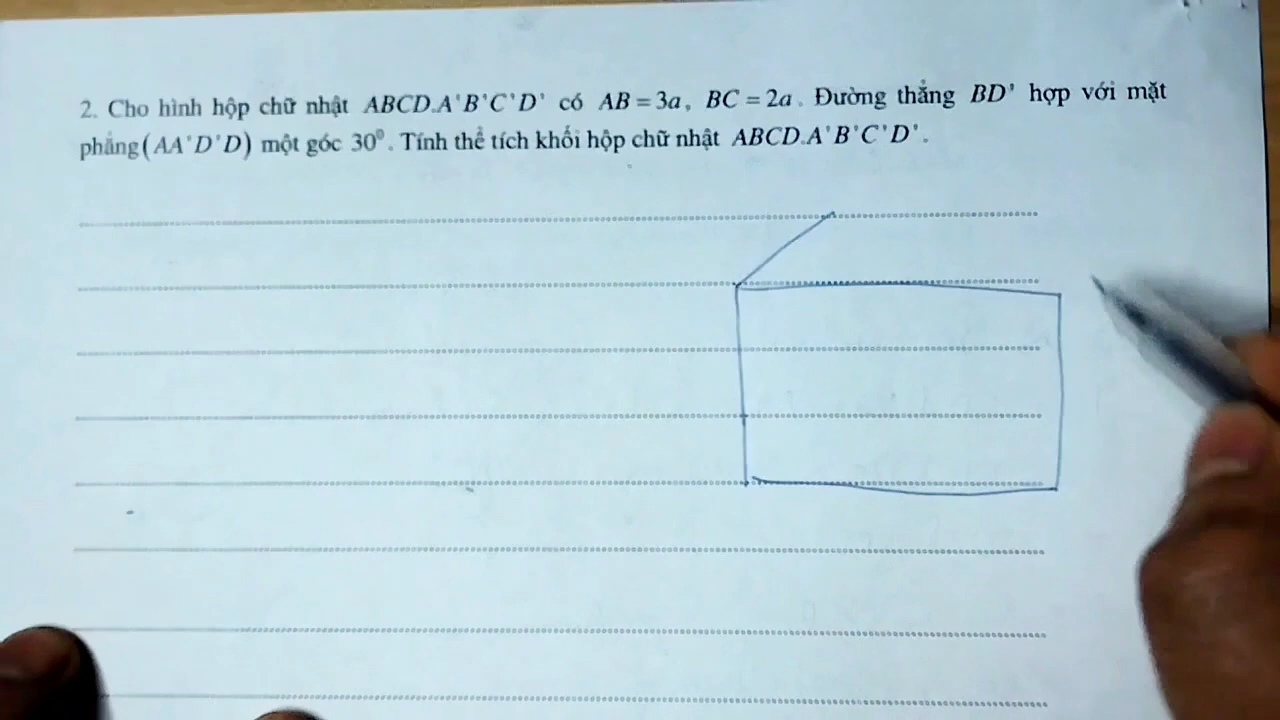 2. Cho hình hộp chữ nhật ABCD.A'B'C'D' có AB = 3a, BC = 2a. Đường thẳng BD' hợp với mặt
phẳng(AA'D'D) một góc 30⁰. Tính thể tích khối hộp chữ nhật ABCD.A'B'C'D'.